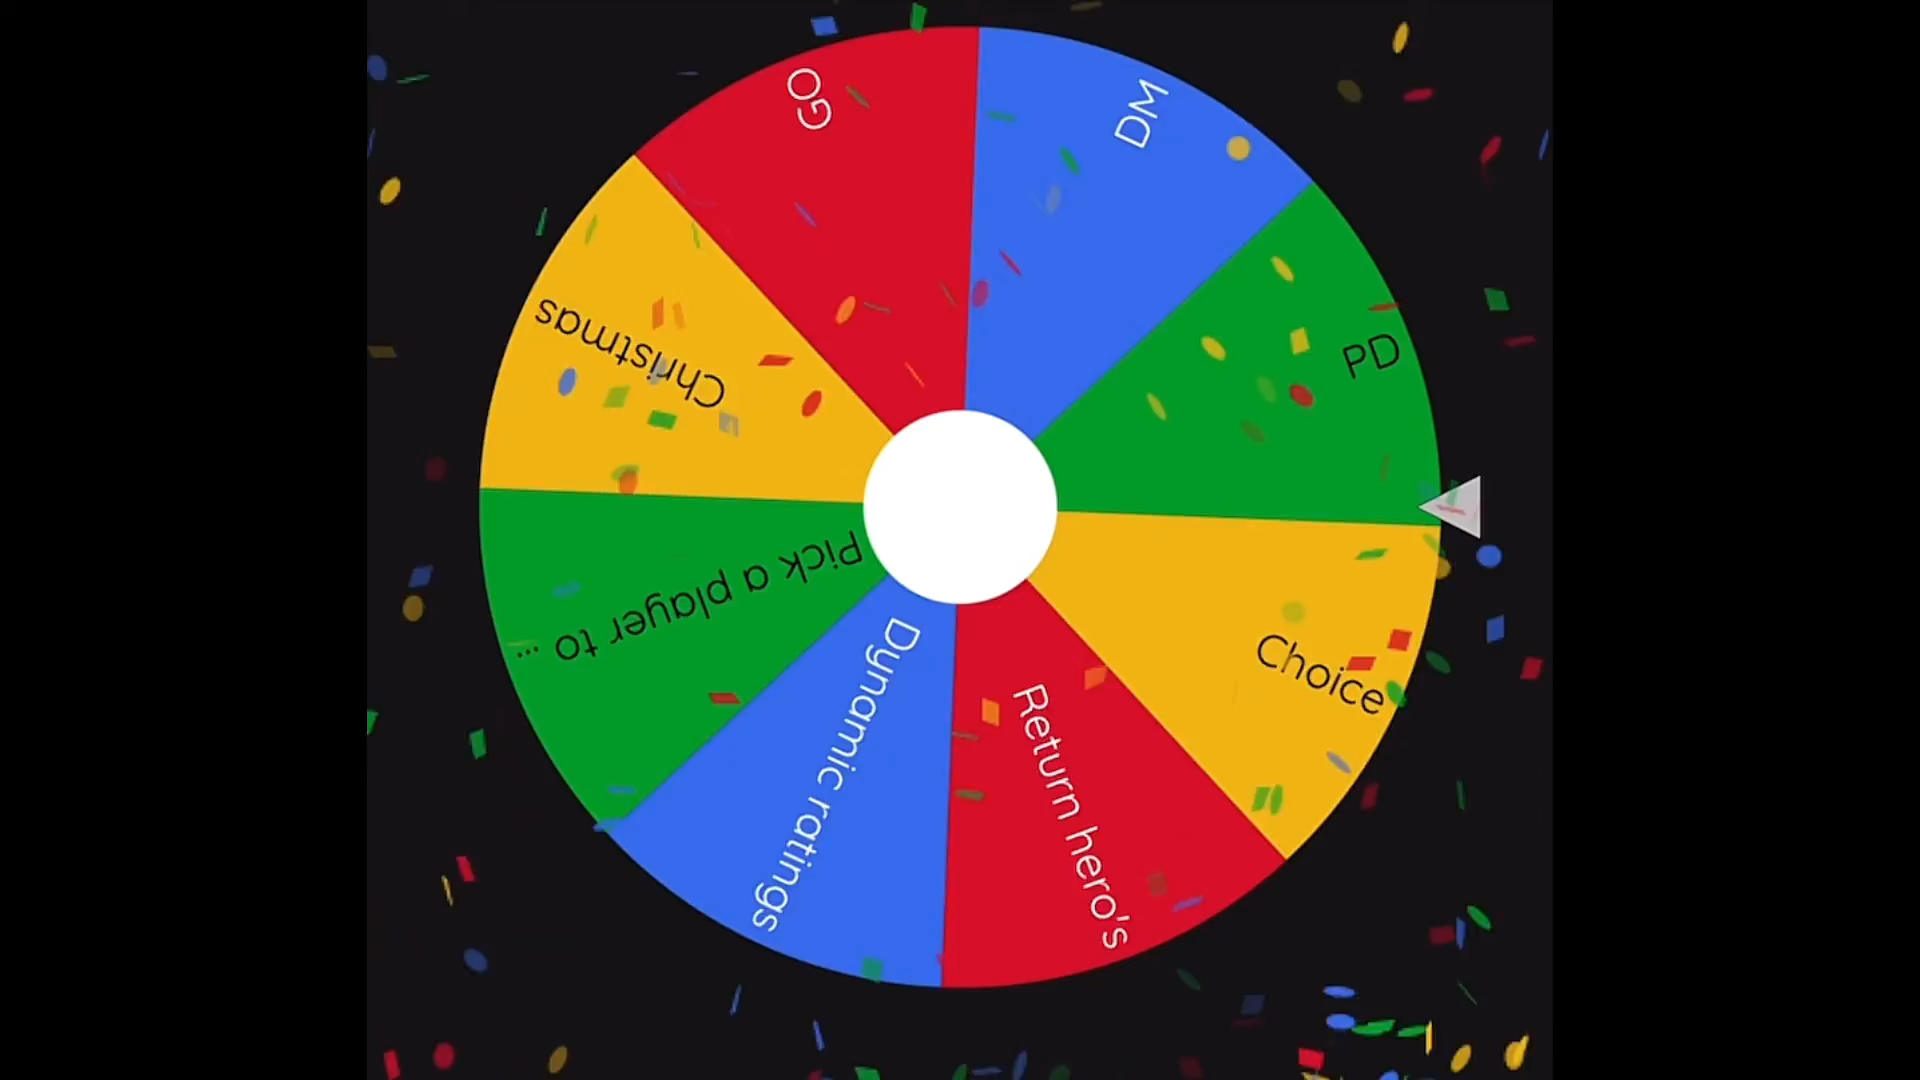 GO
DM
PD
Choice
Return hero's
Dynamic ratings
Pick a player to ...
Christmas